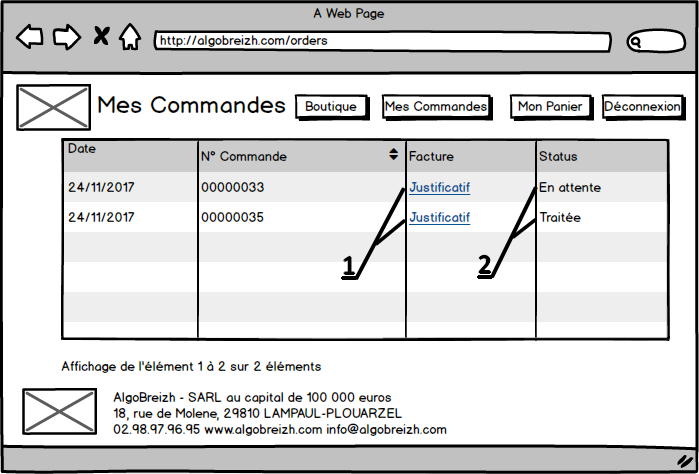 A Web Page
http://algobreizh.com/orders
Mes Commandes Boutique Mes Commandes Mon Panier Déconnexion
Date N° Commande Facture Status
24/11/2017 00000033 Justificatif En attente
24/11/2017 00000035 Justificatif Traitée
1 2
Affichage de l'élément 1 à 2 sur 2 éléments
AlgoBreizh - SARL au capital de 100 000 euros
18, rue de Molene, 29810 LAMPAUL-PLOUARZEL
02.98.97.96.95 www.algobreizh.com info@algobreizh.com